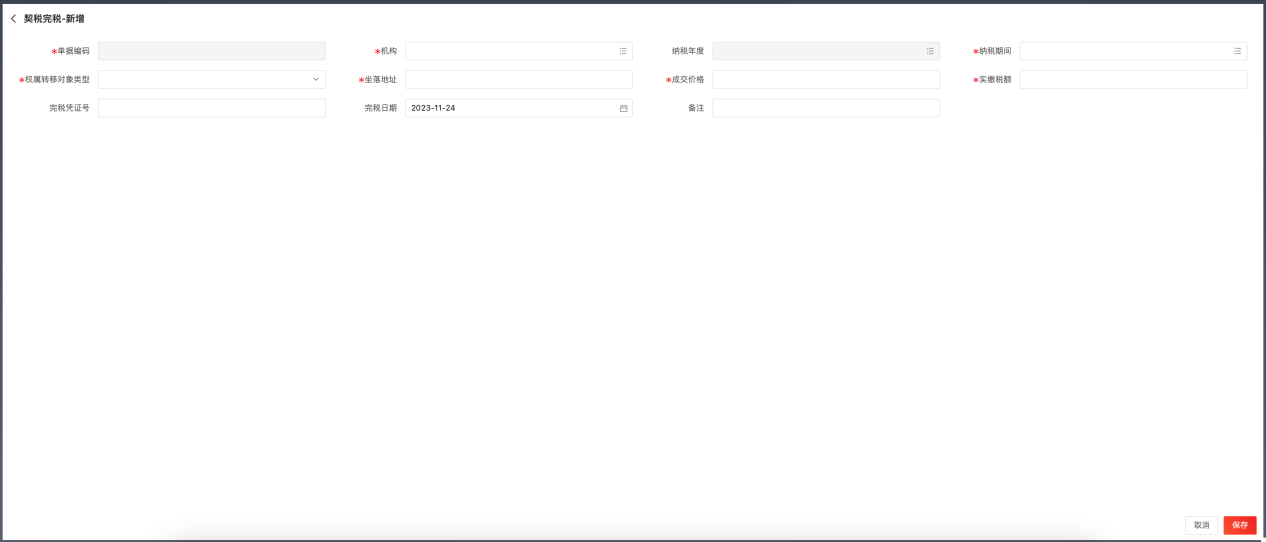 契税完税-新增
*单据编码 *机构 纳税年度 *纳税期间
*权属转移对象类型 *坐落地址 *成交价格 *实缴税额
完税凭证号 完税日期 2023-11-24 备注
取消 保存